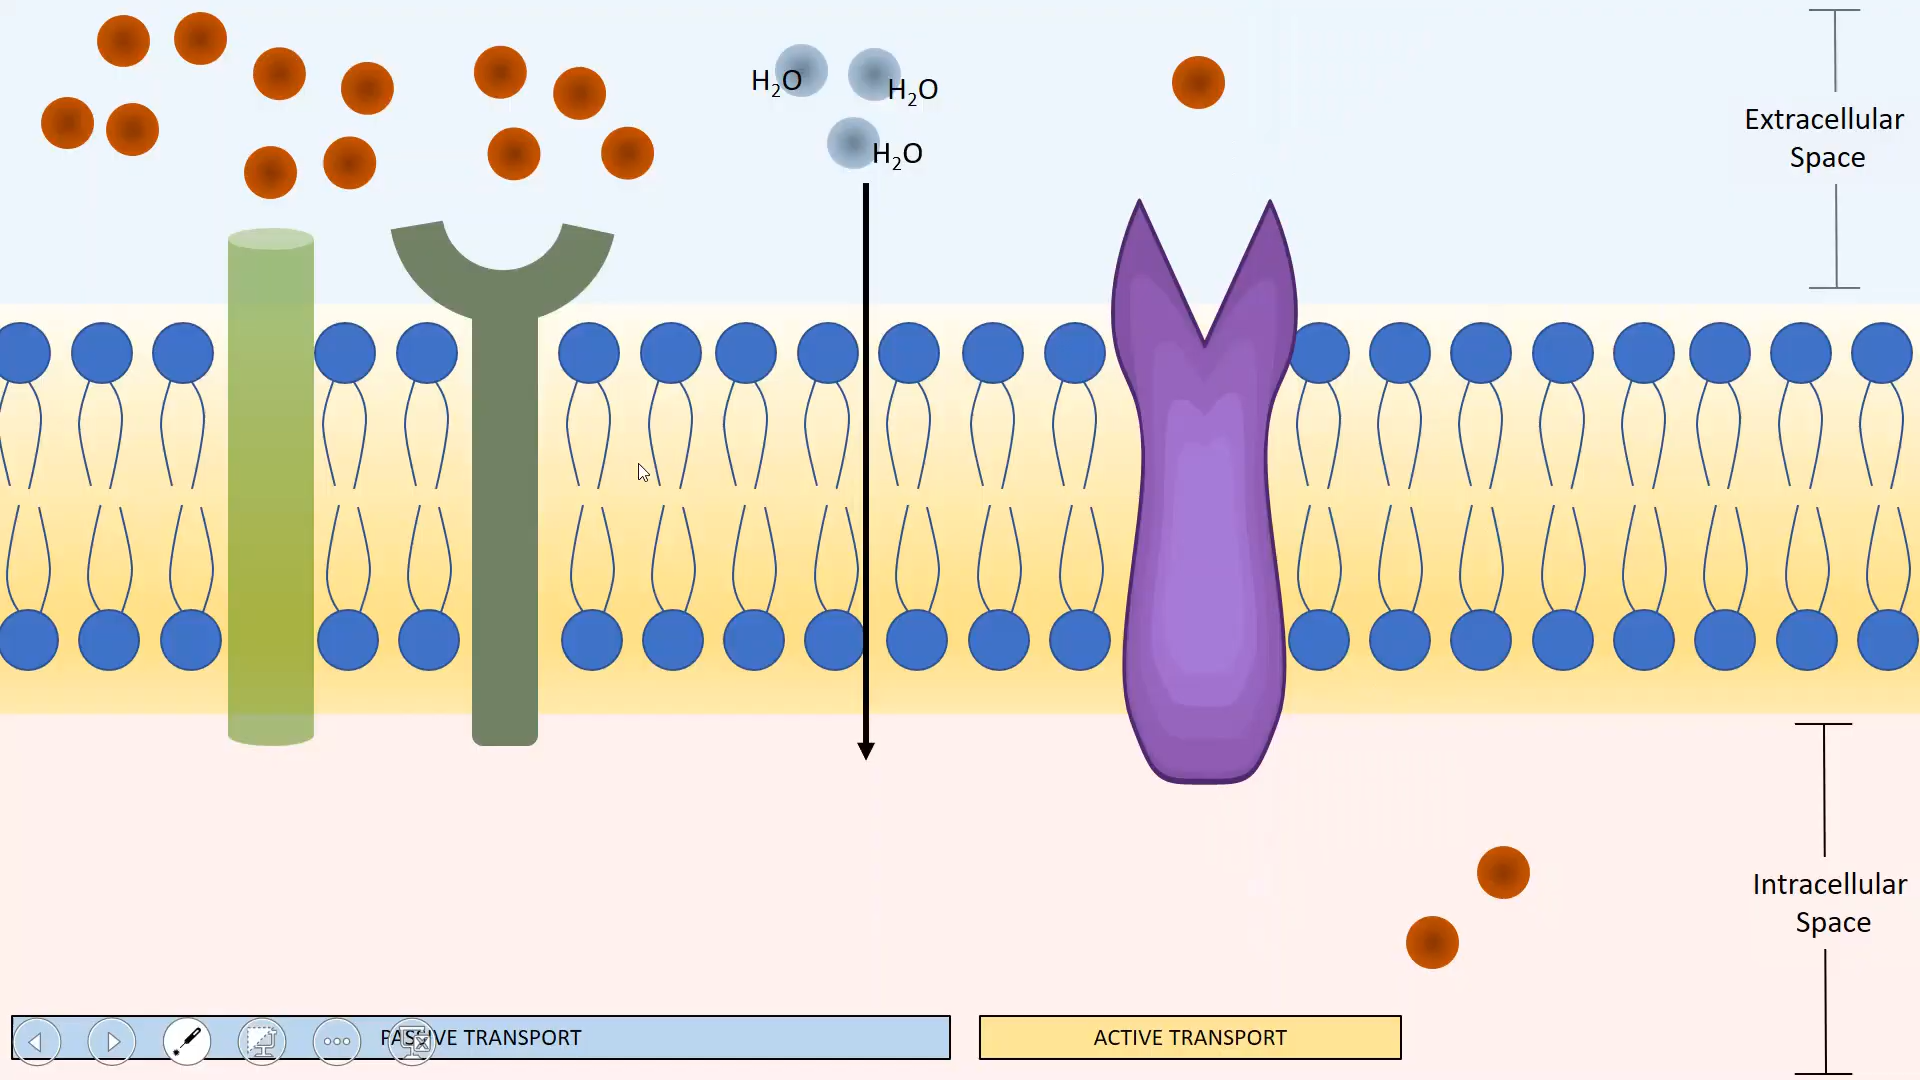 H₂O
H₂O
H₂O
Extracellular
Space
Intracellular
Space
PASSIVE TRANSPORT
ACTIVE TRANSPORT